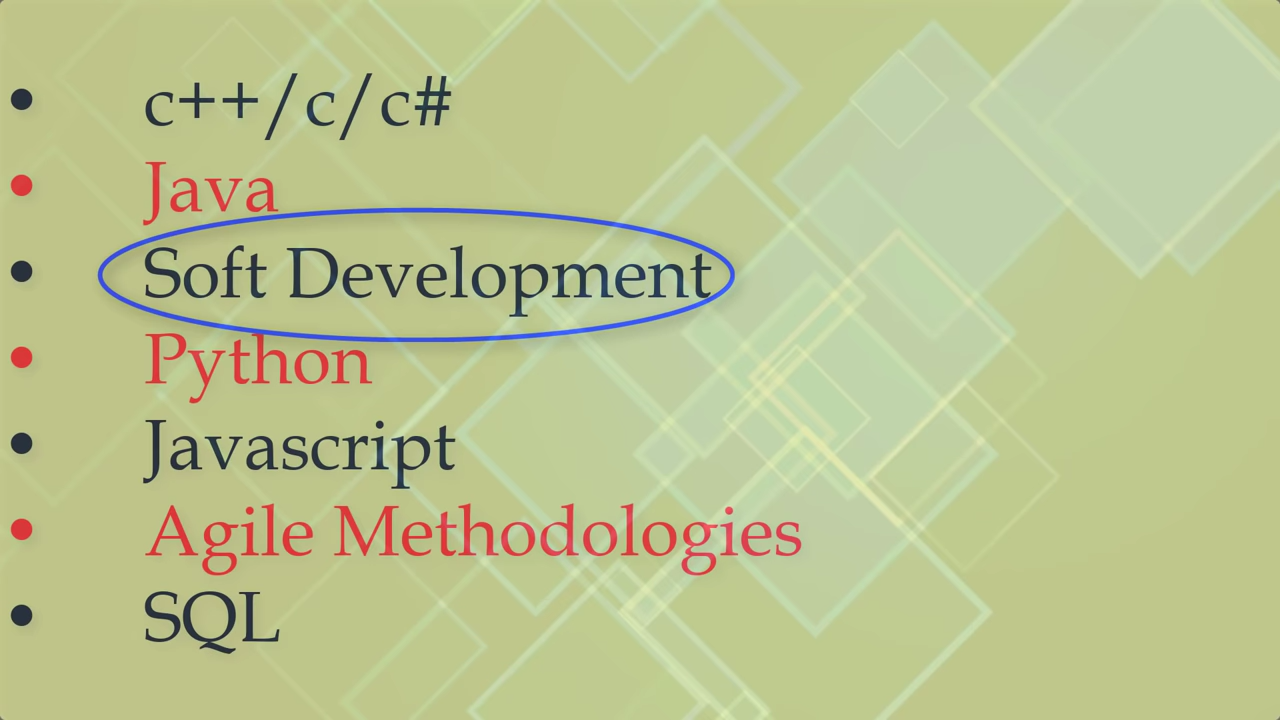 • c++/c/c#
• Java
• Soft Development
• Python
• Javascript
• Agile Methodologies
• SQL